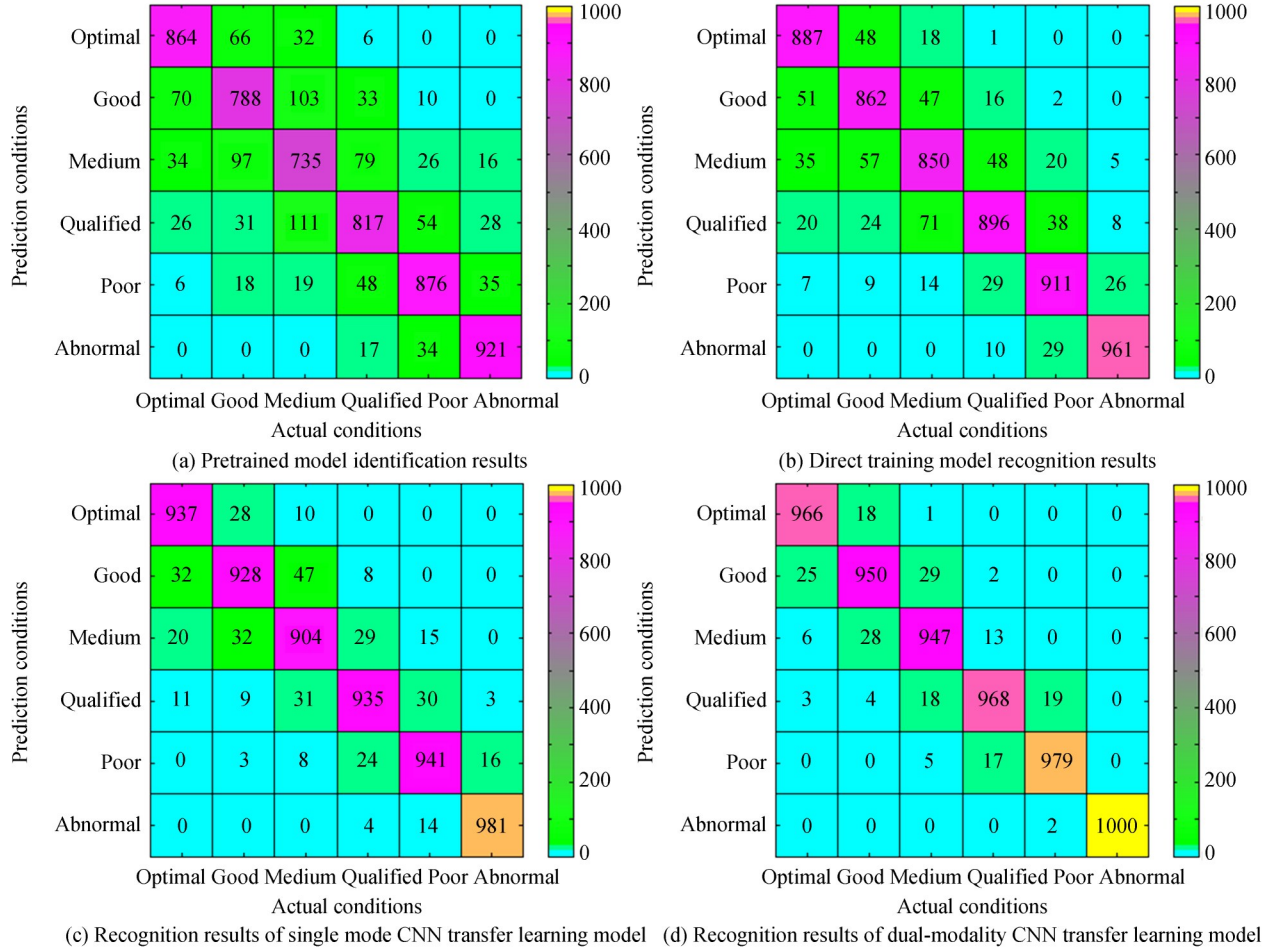 Prediction conditions
Optimal 864 66 32 6 0 0
Good 70 788 103 33 10 0
Medium 34 97 735 79 26 16
Qualified 26 31 111 817 54 28
Poor 6 18 19 48 876 35
Abnormal 0 0 0 17 34 921
Optimal Good Medium Qualified Poor Abnormal
Actual conditions
1000
800
600
400
200
0
(a) Pretrained model identification results
Prediction conditions
Optimal 887 48 18 1 0 0
Good 51 862 47 16 2 0
Medium 35 57 850 48 20 5
Qualified 20 24 71 896 38 8
Poor 7 9 14 29 911 26
Abnormal 0 0 0 10 29 961
Optimal Good Medium Qualified Poor Abnormal
Actual conditions
1000
800
600
400
200
0
(b) Direct training model recognition results
Prediction conditions
Optimal 937 28 10 0 0 0
Good 32 928 47 8 0 0
Medium 20 32 904 29 15 0
Qualified 11 9 31 935 30 3
Poor 0 3 8 24 941 16
Abnormal 0 0 0 4 14 981
Optimal Good Medium Qualified Poor Abnormal
Actual conditions
1000
800
600
400
200
0
(c) Recognition results of single mode CNN transfer learning model
Prediction conditions
Optimal 966 18 1 0 0 0
Good 25 950 29 2 0 0
Medium 6 28 947 13 0 0
Qualified 3 4 18 968 19 0
Poor 0 0 5 17 979 0
Abnormal 0 0 0 0 2 1000
Optimal Good Medium Qualified Poor Abnormal
Actual conditions
1000
800
600
400
200
0
(d) Recognition results of dual-modality CNN transfer learning model